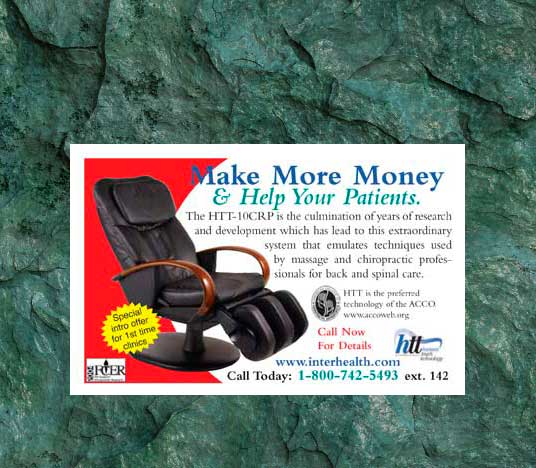 Make More Money
& Help Your Patients.
The HTT-10CRP is the culmination of years of research
and development which has lead to this extraordinary
system that emulates techniques used
by massage and chiropractic profes-
sionals for back and spinal care.
HTT is the preferred
technology of the ACCO.
www.accoweb.org
Special
intro offer
for 1st time
clinics
Call Now
For Details
htt
human
touch
technology
www.interhealth.com
Call Today: 1-800-742-5493 ext. 142